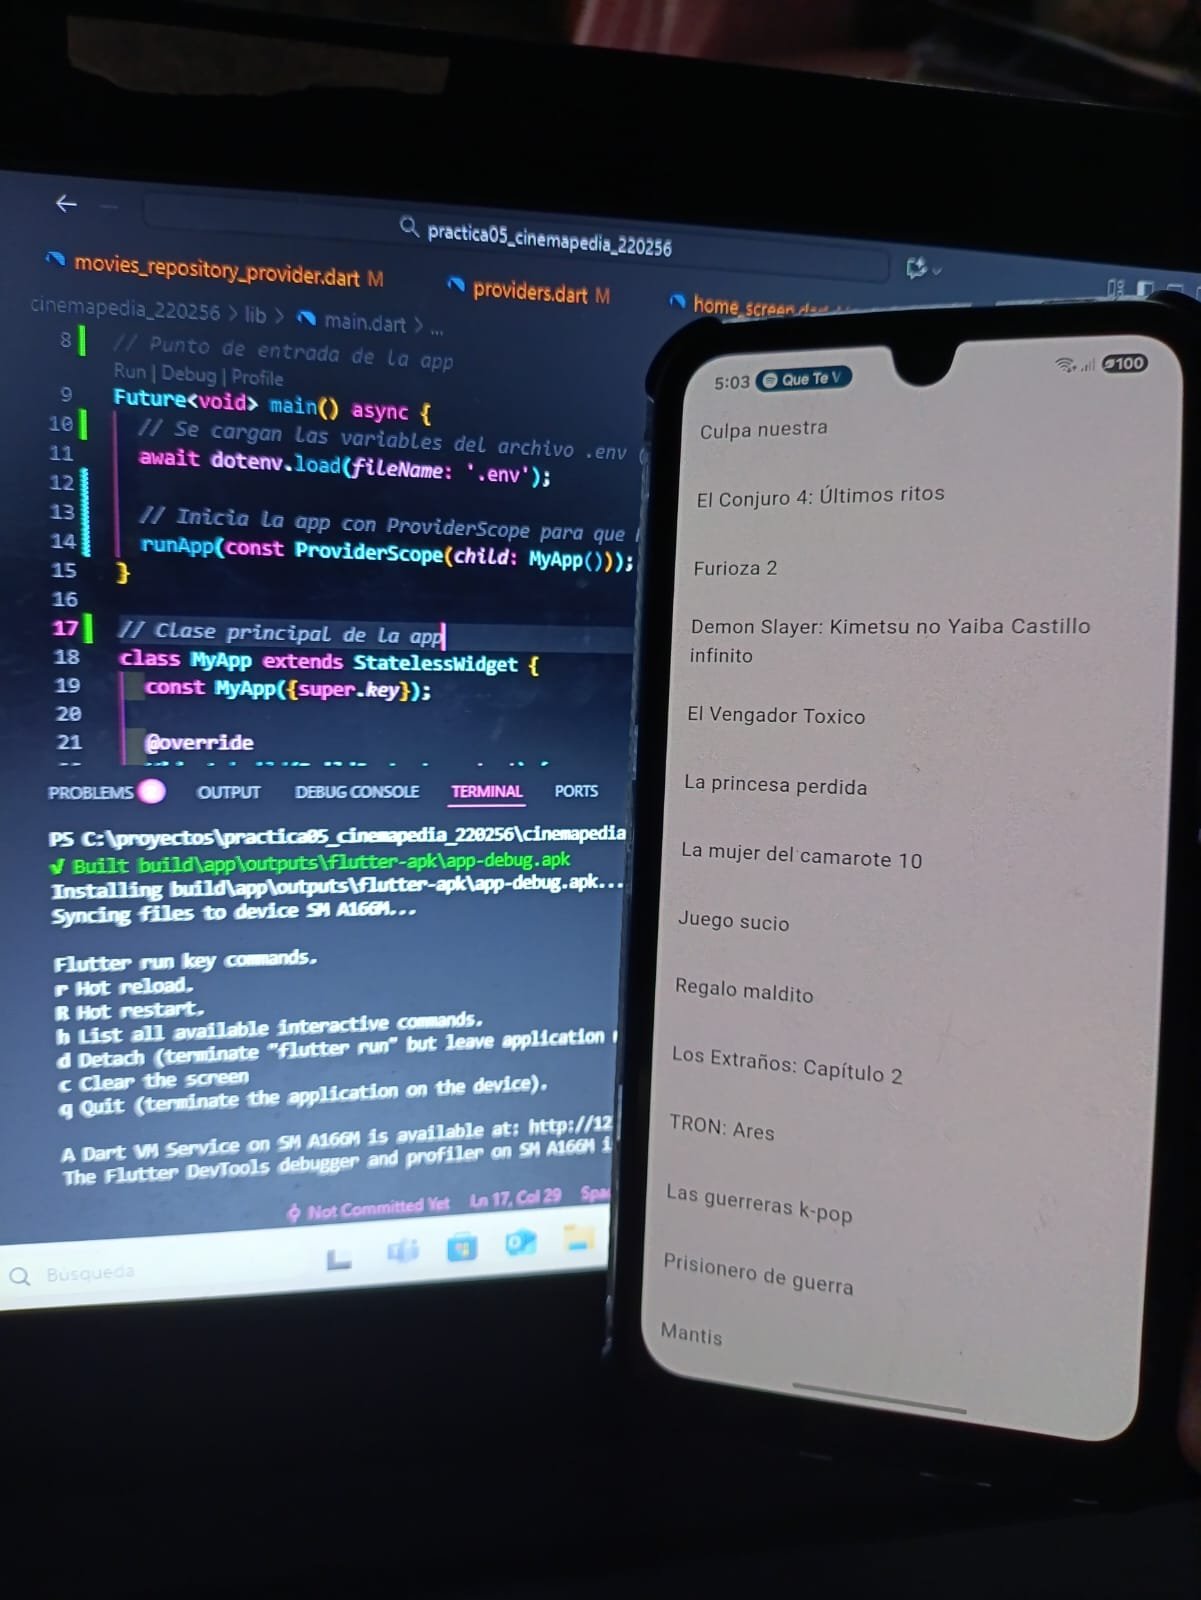 practica05_cinemapedia_220256
movies_repository_provider.dart M
providers.dart M
home_screen.dart
cinemapedia_220256 > lib > main.dart > ...
8 // Punto de entrada de la app
Run | Debug | Profile
9 Future<void> main() async {
10 // Se cargan las variables del archivo .env
11 await dotenv.load(fileName: '.env');
12
13 // Inicia la app con ProviderScope para que
14 runApp(const ProviderScope(child: MyApp()));
15 }
16
17 // Clase principal de la app
18 class MyApp extends StatelessWidget {
19 const MyApp({super.key});
20
21 @override
PROBLEMS OUTPUT DEBUG CONSOLE TERMINAL PORTS
PS C:\proyectos\practica05_cinemapedia_220256\cinemapedia
√ Built build\app\outputs\flutter-apk\app-debug.apk
Installing build\app\outputs\flutter-apk\app-debug.apk...
Syncing files to device SM A166M...
Flutter run key commands.
r Hot reload.
R Hot restart.
h List all available interactive commands.
d Detach (terminate "flutter run" but leave application
c Clear the screen
q Quit (terminate the application on the device).
A Dart VM Service on SM A166M is available at: http://12
The Flutter DevTools debugger and profiler on SM A166M i
Not Committed Yet Ln 17, Col 29 Spa
Búsqueda
5:03 Que Te V 100
Culpa nuestra
El Conjuro 4: Últimos ritos
Furioza 2
Demon Slayer: Kimetsu no Yaiba Castillo
infinito
El Vengador Toxico
La princesa perdida
La mujer del camarote 10
Juego sucio
Regalo maldito
Los Extraños: Capítulo 2
TRON: Ares
Las guerreras k-pop
Prisionero de guerra
Mantis